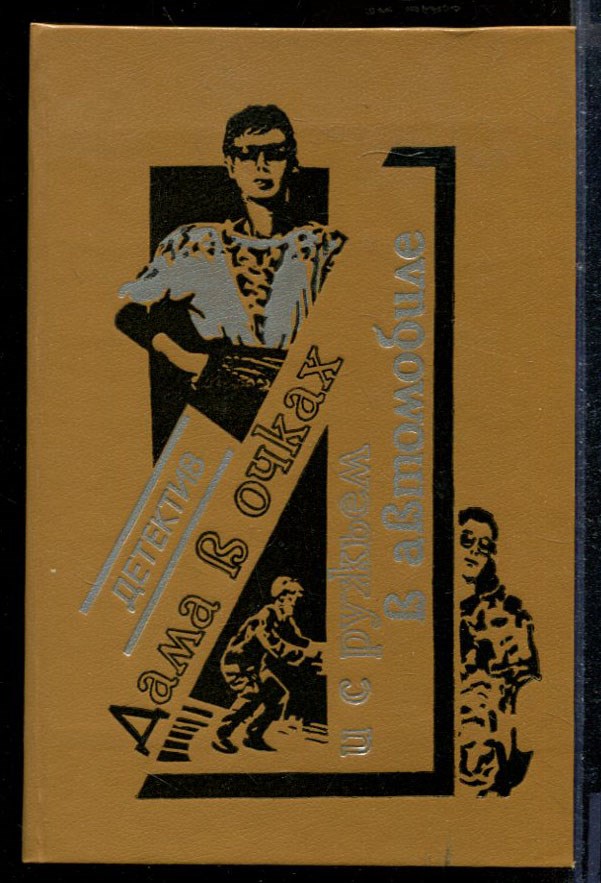 ДЕТЕКТИВ
Дама в очках
и с ружьем
в автомобиле